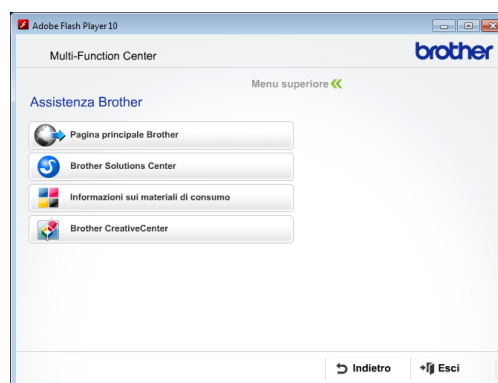 Adobe Flash Player 10
Multi-Function Center
brother
Menu superiore
Assistenza Brother
Pagina principale Brother
Brother Solutions Center
Informazioni sui materiali di consumo
Brother CreativeCenter
Indietro
Esci